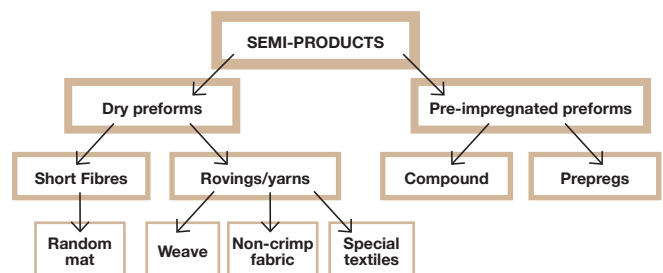 SEMI-PRODUCTS
Dry preforms
Pre-impregnated preforms
Short Fibres
Rovings/yarns
Compound
Prepregs
Random
mat
Weave
Non-crimp
fabric
Special
textiles